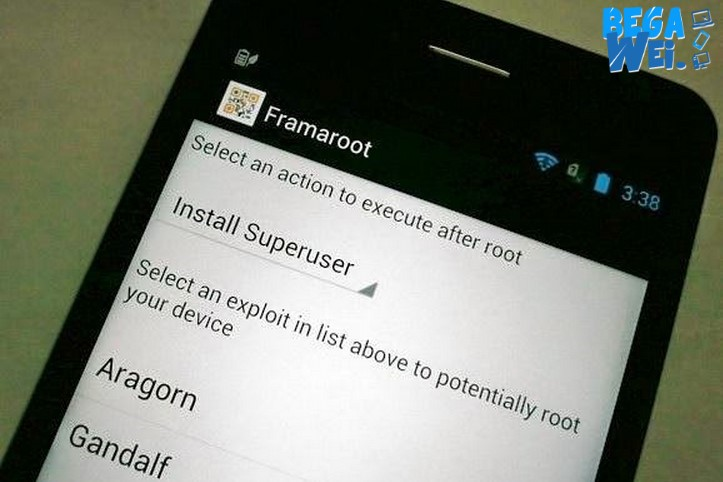 BEGA
WEi.
Framaroot
3:38
Select an action to execute after root
Install Superuser
Select an exploit in list above to potentially root
your device
Aragorn
Gandalf